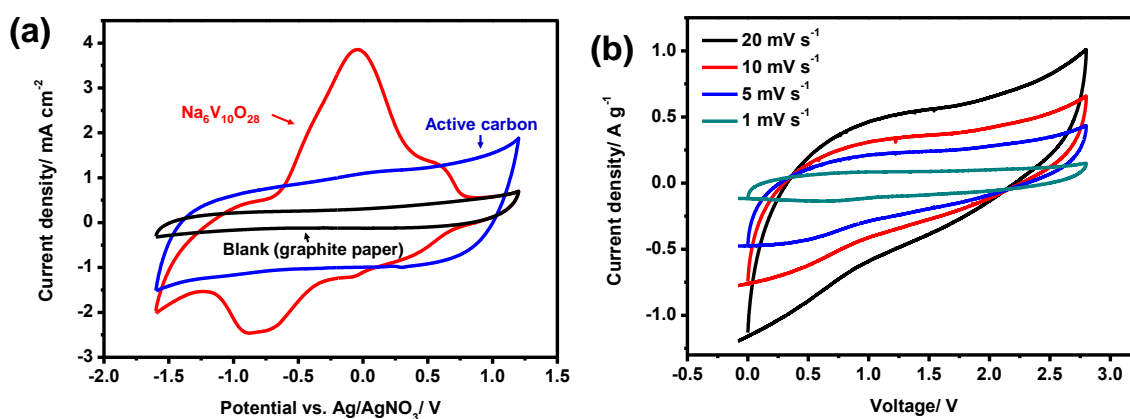 (a)
Current density/ mA cm⁻²
4
3
2
1
0
-1
-2
-3
Na₆V₁₀O₂₈
Active carbon
Blank (graphite paper)
-2.0 -1.5 -1.0 -0.5 0.0 0.5 1.0 1.5
Potential vs. Ag/AgNO₃/ V
(b)
Current density/ A g⁻¹
1.0
0.5
0.0
-0.5
-1.0
20 mV s⁻¹
10 mV s⁻¹
5 mV s⁻¹
1 mV s⁻¹
-0.5 0.0 0.5 1.0 1.5 2.0 2.5 3.0
Voltage/ V